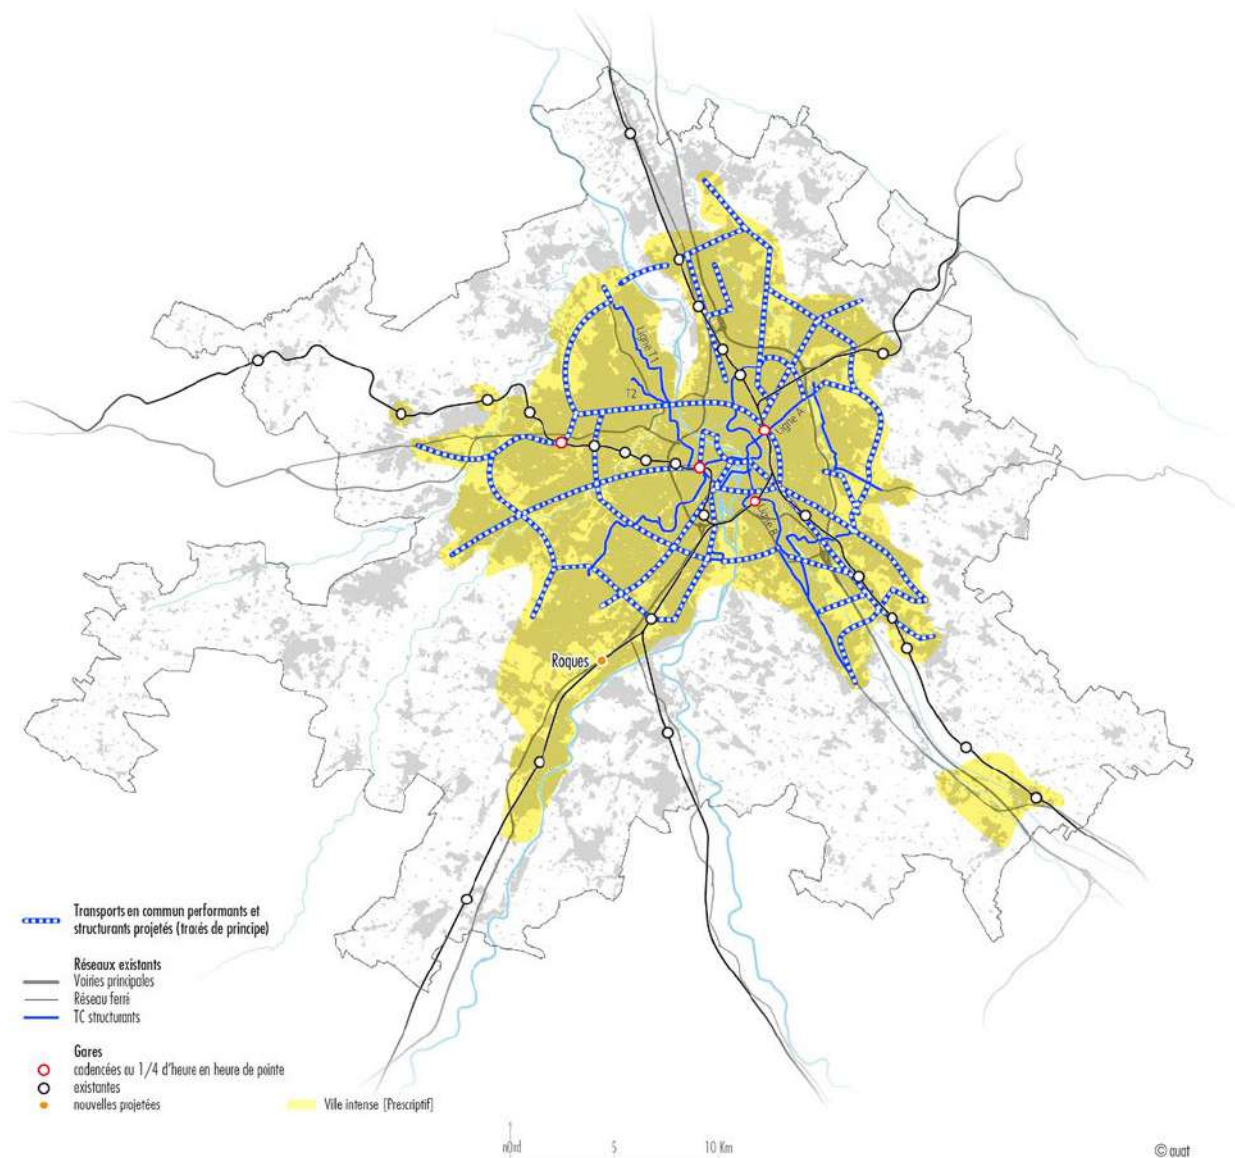 Ligne T1
T2
Ligne A
Ligne B
Roques
Transports en commun performants et
structurants projetés (tracés de principe)
Réseaux existants
Voiries principales
Réseau ferré
TC structurants
Gares
cadencées au 1/4 d'heure en heure de pointe
existantes
nouvelles projetées
Ville intense [Prescriptif]
nord
5
10 Km
© auat